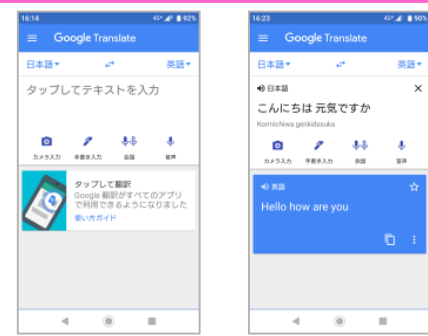 16:14 4G+ 92%
Google Translate
日本語 英語
タップしてテキストを入力
カメラ入力 手書き入力 会話 音声
タップして翻訳
Google 翻訳がすべてのアプリ
で利用できるようになりました
使い方ガイド
16:23 4G+ 90%
Google Translate
日本語 英語
日本語
こんにちは 元気ですか
Kon'nichiwa genkidesuka
カメラ入力 手書き入力 会話 音声
英語
Hello how are you